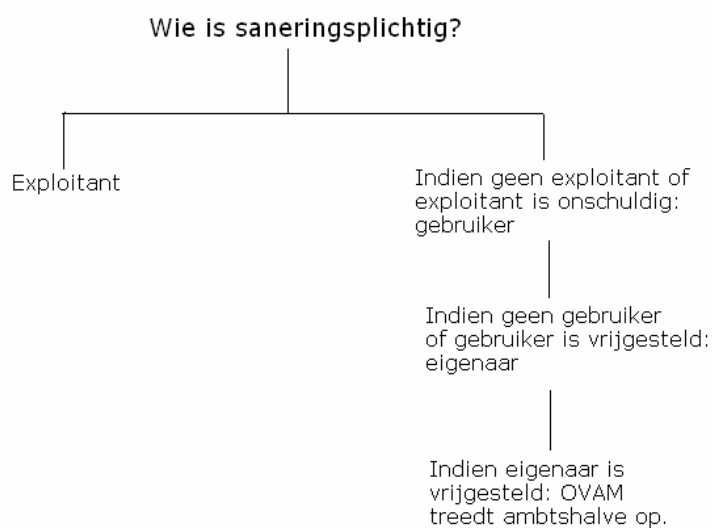 Wie is saneringsplichtig?
Exploitant
Indien geen exploitant of
exploitant is onschuldig:
gebruiker
Indien geen gebruiker
of gebruiker is vrijgesteld:
eigenaar
Indien eigenaar is
vrijgesteld: OVAM
treedt ambtshalve op.